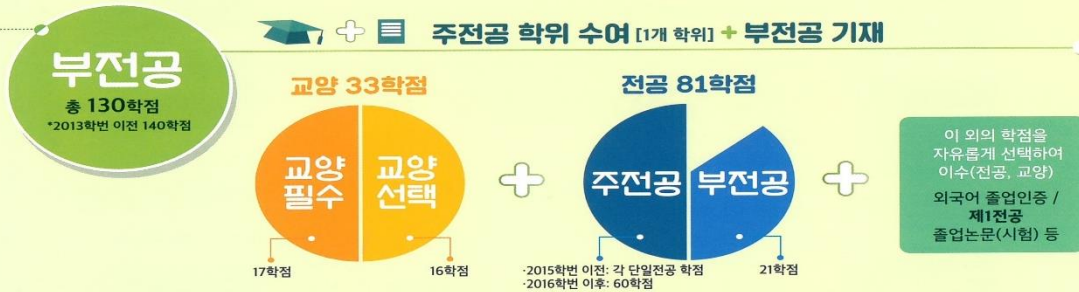 부전공
총 130학점
*2013학번 이전 140학점
주전공 학위 수여 [1개 학위] + 부전공 기재
교양 33학점
교양
필수
교양
선택
17학점
16학점
전공 81학점
주전공
부전공
·2015학번 이전: 각 단일전공 학점
·2016학번 이후: 60학점
21학점
이 외의 학점을
자유롭게 선택하여
이수(전공, 교양)
외국어 졸업인증 /
제1전공
졸업논문(시험) 등